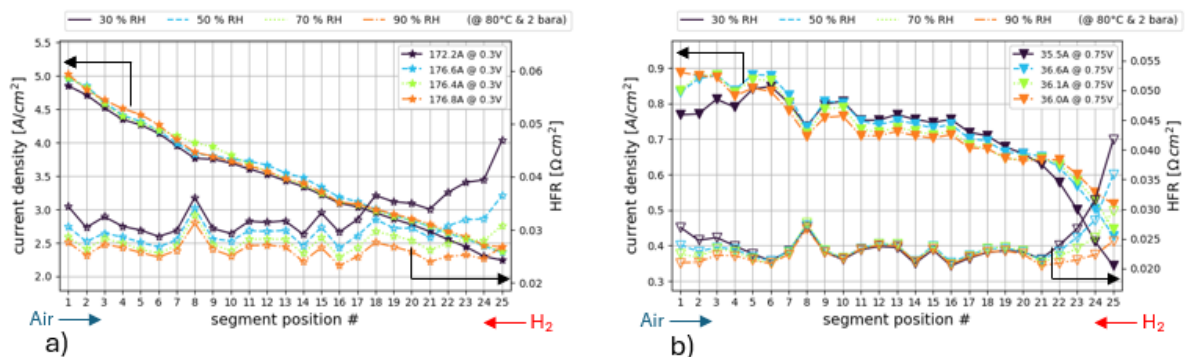 30 % RH 50 % RH 70 % RH 90 % RH (@ 80°C & 2 bara)
172.2A @ 0.3V
176.6A @ 0.3V
176.4A @ 0.3V
176.8A @ 0.3V
current density [A/cm²]
5.5
5.0
4.5
4.0
3.5
3.0
2.5
2.0
HFR [Ω cm²]
0.06
0.05
0.04
0.03
0.02
1 2 3 4 5 6 7 8 9 10 11 12 13 14 15 16 17 18 19 20 21 22 23 24 25
Air segment position # H₂
a)
30 % RH 50 % RH 70 % RH 90 % RH (@ 80°C & 2 bara)
35.5A @ 0.75V
36.6A @ 0.75V
36.1A @ 0.75V
36.0A @ 0.75V
current density [A/cm²]
0.9
0.8
0.7
0.6
0.5
0.4
0.3
HFR [Ω cm²]
0.055
0.050
0.045
0.040
0.035
0.030
0.025
0.020
1 2 3 4 5 6 7 8 9 10 11 12 13 14 15 16 17 18 19 20 21 22 23 24 25
Air segment position # H₂
b)